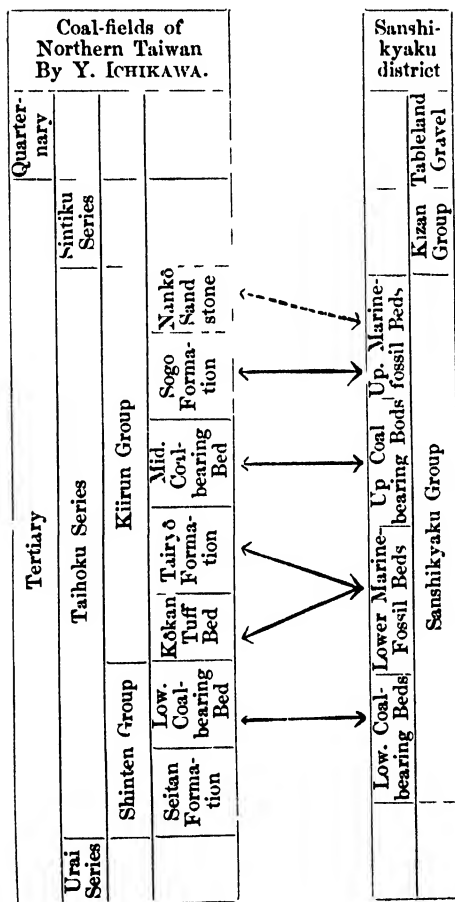 Coal-fields of
Northern Taiwan
By Y. ICHIKAWA.
Sanshi-
kyaku
district
Quarter-
nary
Tertiary
Sintiku
Series
Taihoku Series
Urai
Series
Kiirun Group
Shinten Group
Nankô
Sand
stone
Sogo
Forma-
tion
Mid.
Coal-
bearing
Bed
Tairyô
Forma-
tion
Kôkan
Tuff
Bed
Low.
Coal-
bearing
Bed
Seitan
Forma-
tion
Tableland
Gravel
Kizan
Group
Up. Marine-
fossil Beds
Up Coal
bearing Bods
Lower Marine-
Fossil Beds
Low. Coal-
bearing Beds
Sanshikyaku Group